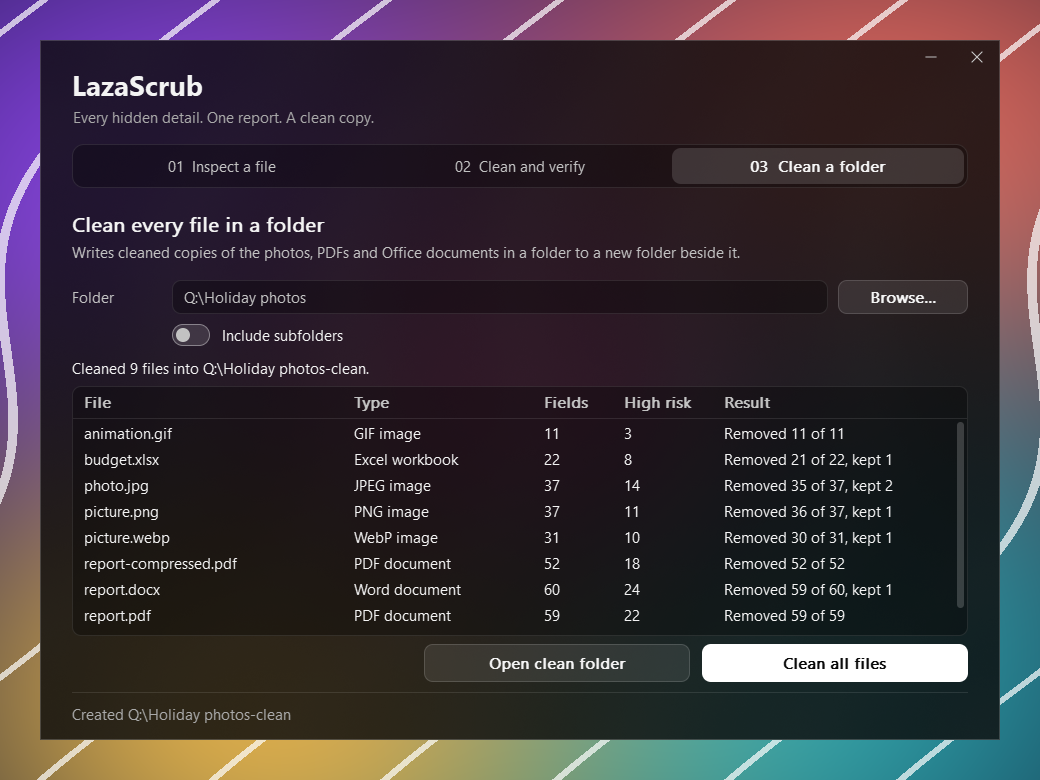 LazaScrub
Every hidden detail. One report. A clean copy.
01 Inspect a file
02 Clean and verify
03 Clean a folder
Clean every file in a folder
Writes cleaned copies of the photos, PDFs and Office documents in a folder to a new folder beside it.
Folder Q:\Holiday photos Browse...
Include subfolders
Cleaned 9 files into Q:\Holiday photos-clean.
File Type Fields High risk Result
animation.gif GIF image 11 3 Removed 11 of 11
budget.xlsx Excel workbook 22 8 Removed 21 of 22, kept 1
photo.jpg JPEG image 37 14 Removed 35 of 37, kept 2
picture.png PNG image 37 11 Removed 36 of 37, kept 1
picture.webp WebP image 31 10 Removed 30 of 31, kept 1
report-compressed.pdf PDF document 52 18 Removed 52 of 52
report.docx Word document 60 24 Removed 59 of 60, kept 1
report.pdf PDF document 59 22 Removed 59 of 59
Open clean folder Clean all files
Created Q:\Holiday photos-clean